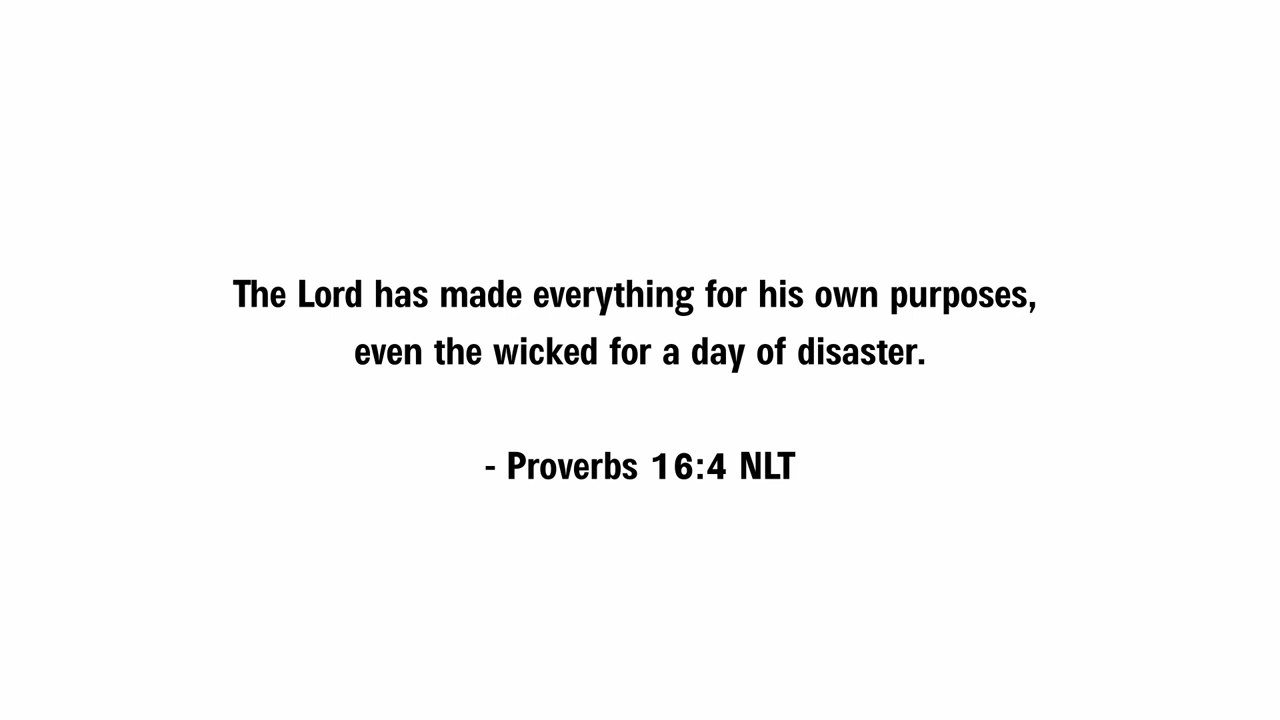 The Lord has made everything for his own purposes,
even the wicked for a day of disaster.
- Proverbs 16:4 NLT